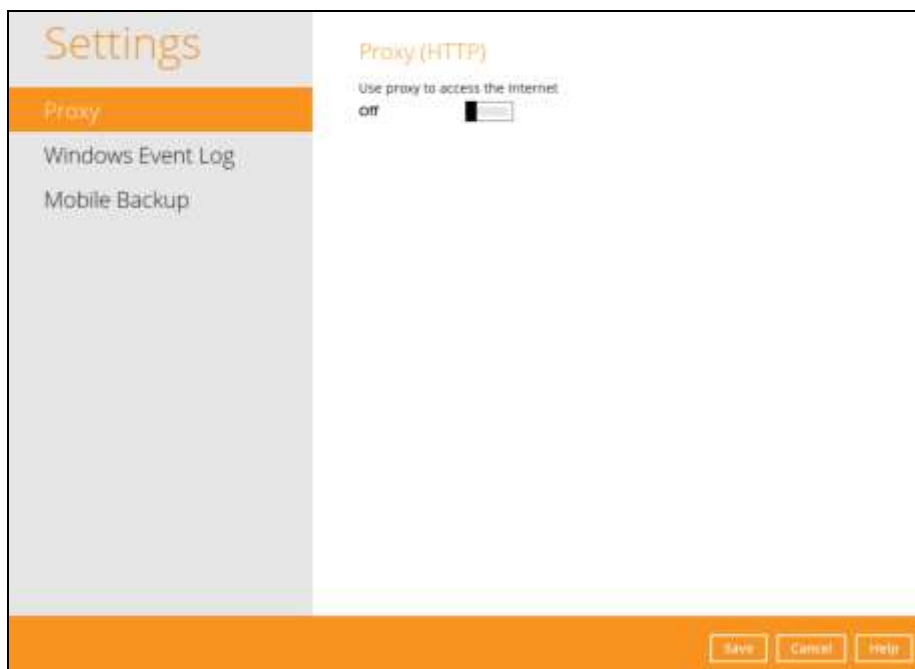 Settings
Proxy
Windows Event Log
Mobile Backup
Proxy (HTTP)
Use proxy to access the Internet
Off
Save
Cancel
Help